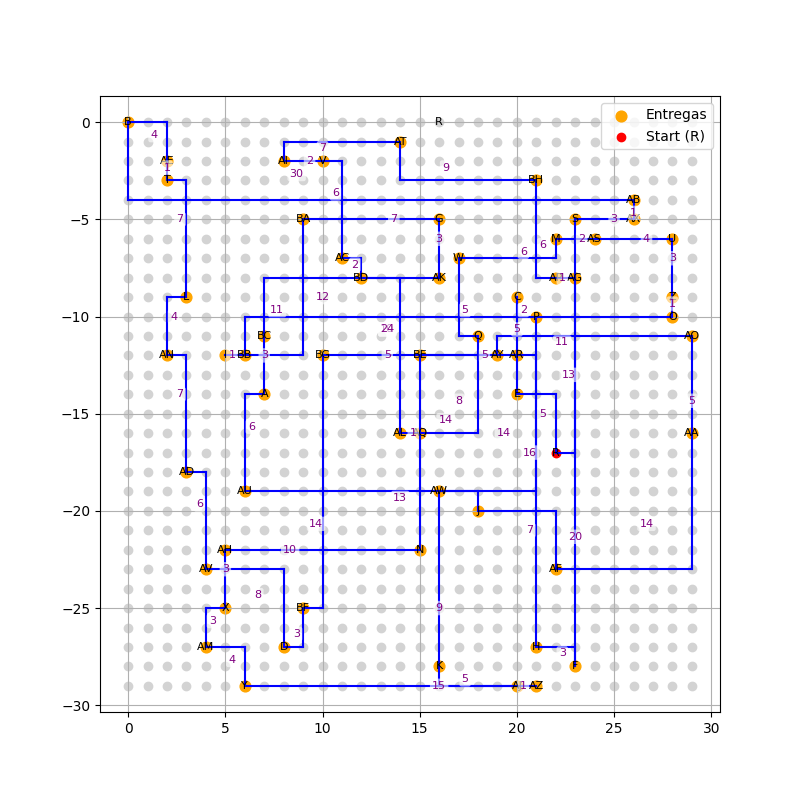 0 B R Entregas
Start (R)
4 AT
7
AE AI 2 V
1 30 9
T BH
6 AB
1
-5 BA 7 G S 3
7 3 6 M 2 AS 4 U
6
AC W
2 3
BD AK 1 AG
12 L C
1
4 11 5 2
-10 P O
24 5
BC Q 11 AO
AN 1 BB 3 BG 5 BE 5 AY AR
13
A E
5
-15 8 5
6 14
AL 1 AA
14
7 16
AD
AU 13 AW
6
J
14 7 20 14
AH 10 N
AV 3 AF
8
-25 X BF 9
3
3
AM D H
3
4 K F
5
Y 15 1 AZ
-30
0 5 10 15 20 25 30